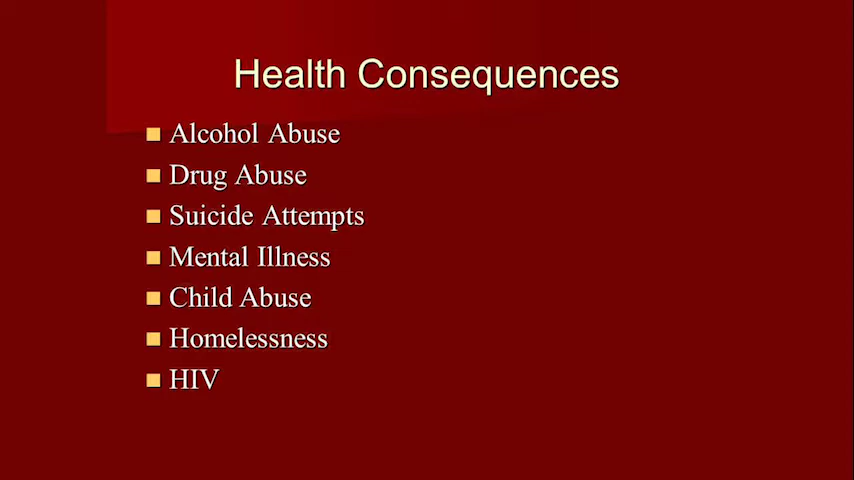 Health Consequences
Alcohol Abuse
Drug Abuse
Suicide Attempts
Mental Illness
Child Abuse
Homelessness
HIV